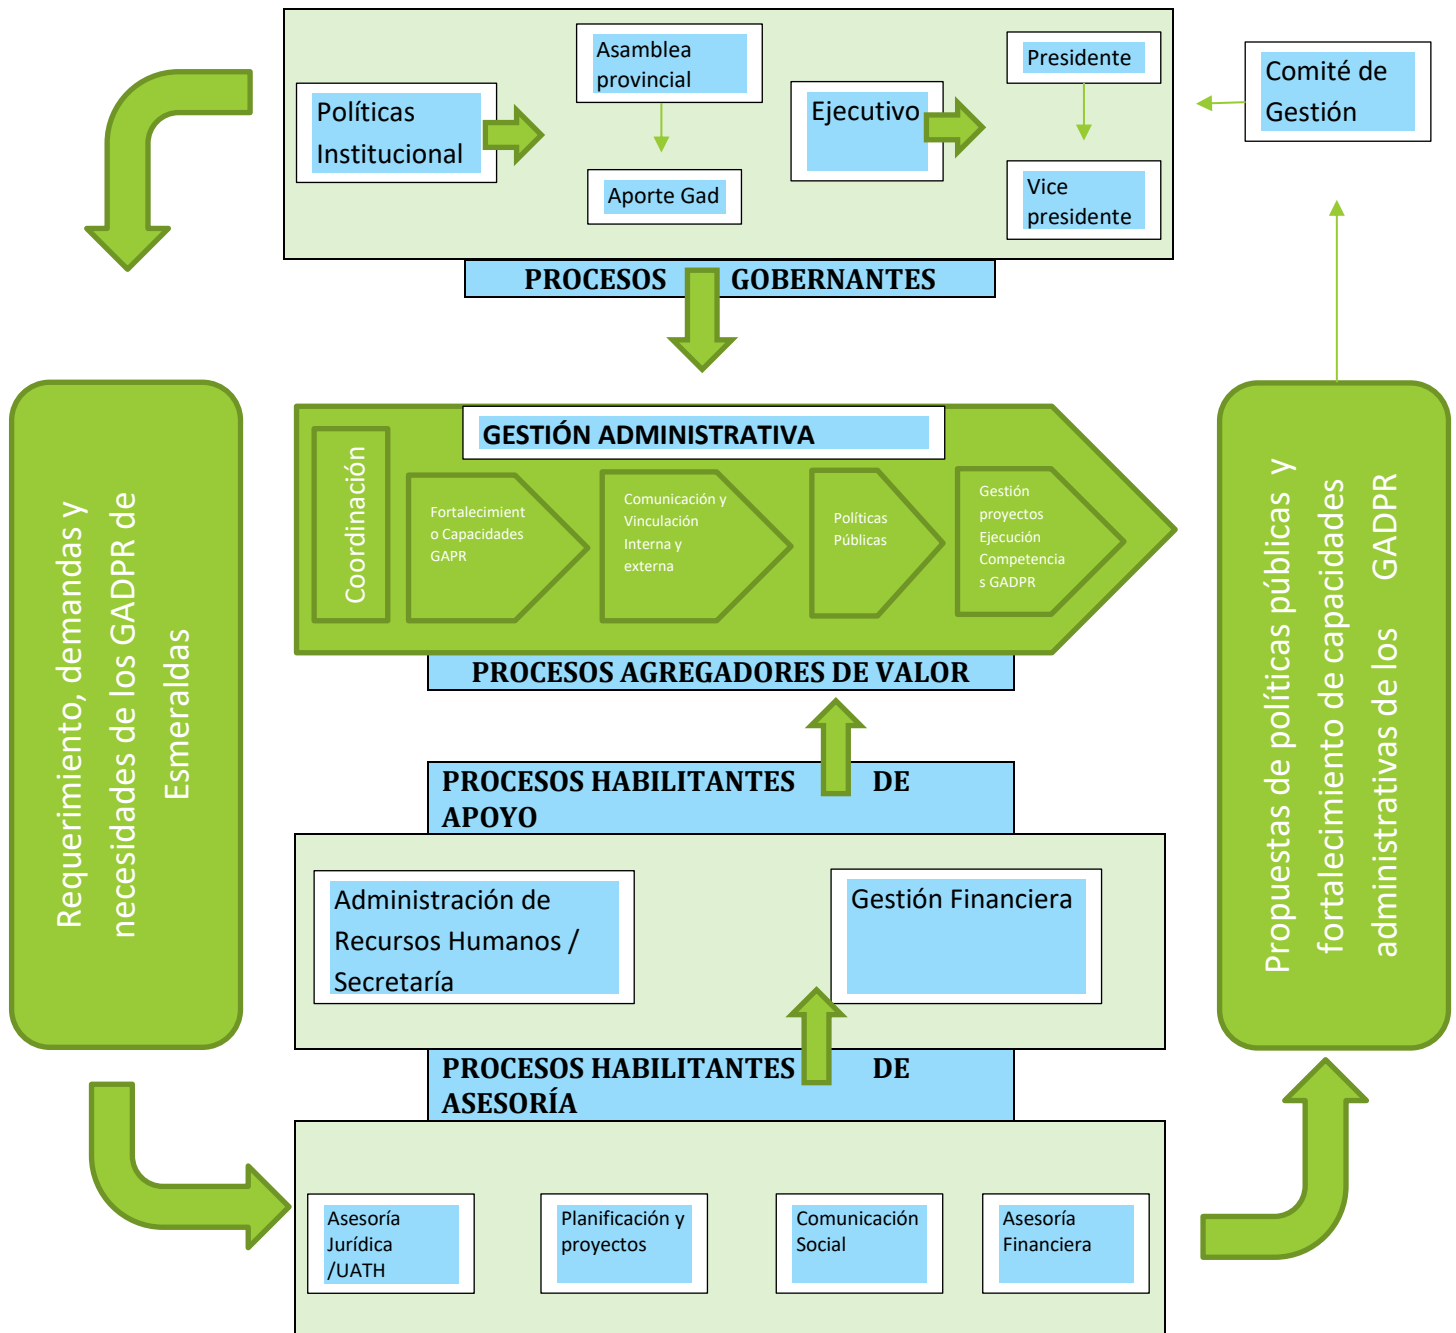 Asamblea
provincial
Presidente
Comité de
Gestión
Políticas
Institucional
Ejecutivo
Aporte Gad
Vice
presidente
PROCESOS GOBERNANTES
Requerimiento, demandas y
necesidades de los GADPR de
Esmeraldas
GESTIÓN ADMINISTRATIVA
Coordinación
Fortalecimient
o Capacidades
GAPR
Comunicación y
Vinculación
Interna y
externa
Políticas
Públicas
Gestión
proyectos
Ejecución
Competencia
s GADPR
PROCESOS AGREGADORES DE VALOR
Propuestas de políticas públicas y
fortalecimiento de capacidades
administrativas de los GADPR
PROCESOS HABILITANTES DE
APOYO
Administración de
Recursos Humanos /
Secretaría
Gestión Financiera
PROCESOS HABILITANTES DE
ASESORÍA
Asesoría
Jurídica
/UATH
Planificación y
proyectos
Comunicación
Social
Asesoría
Financiera